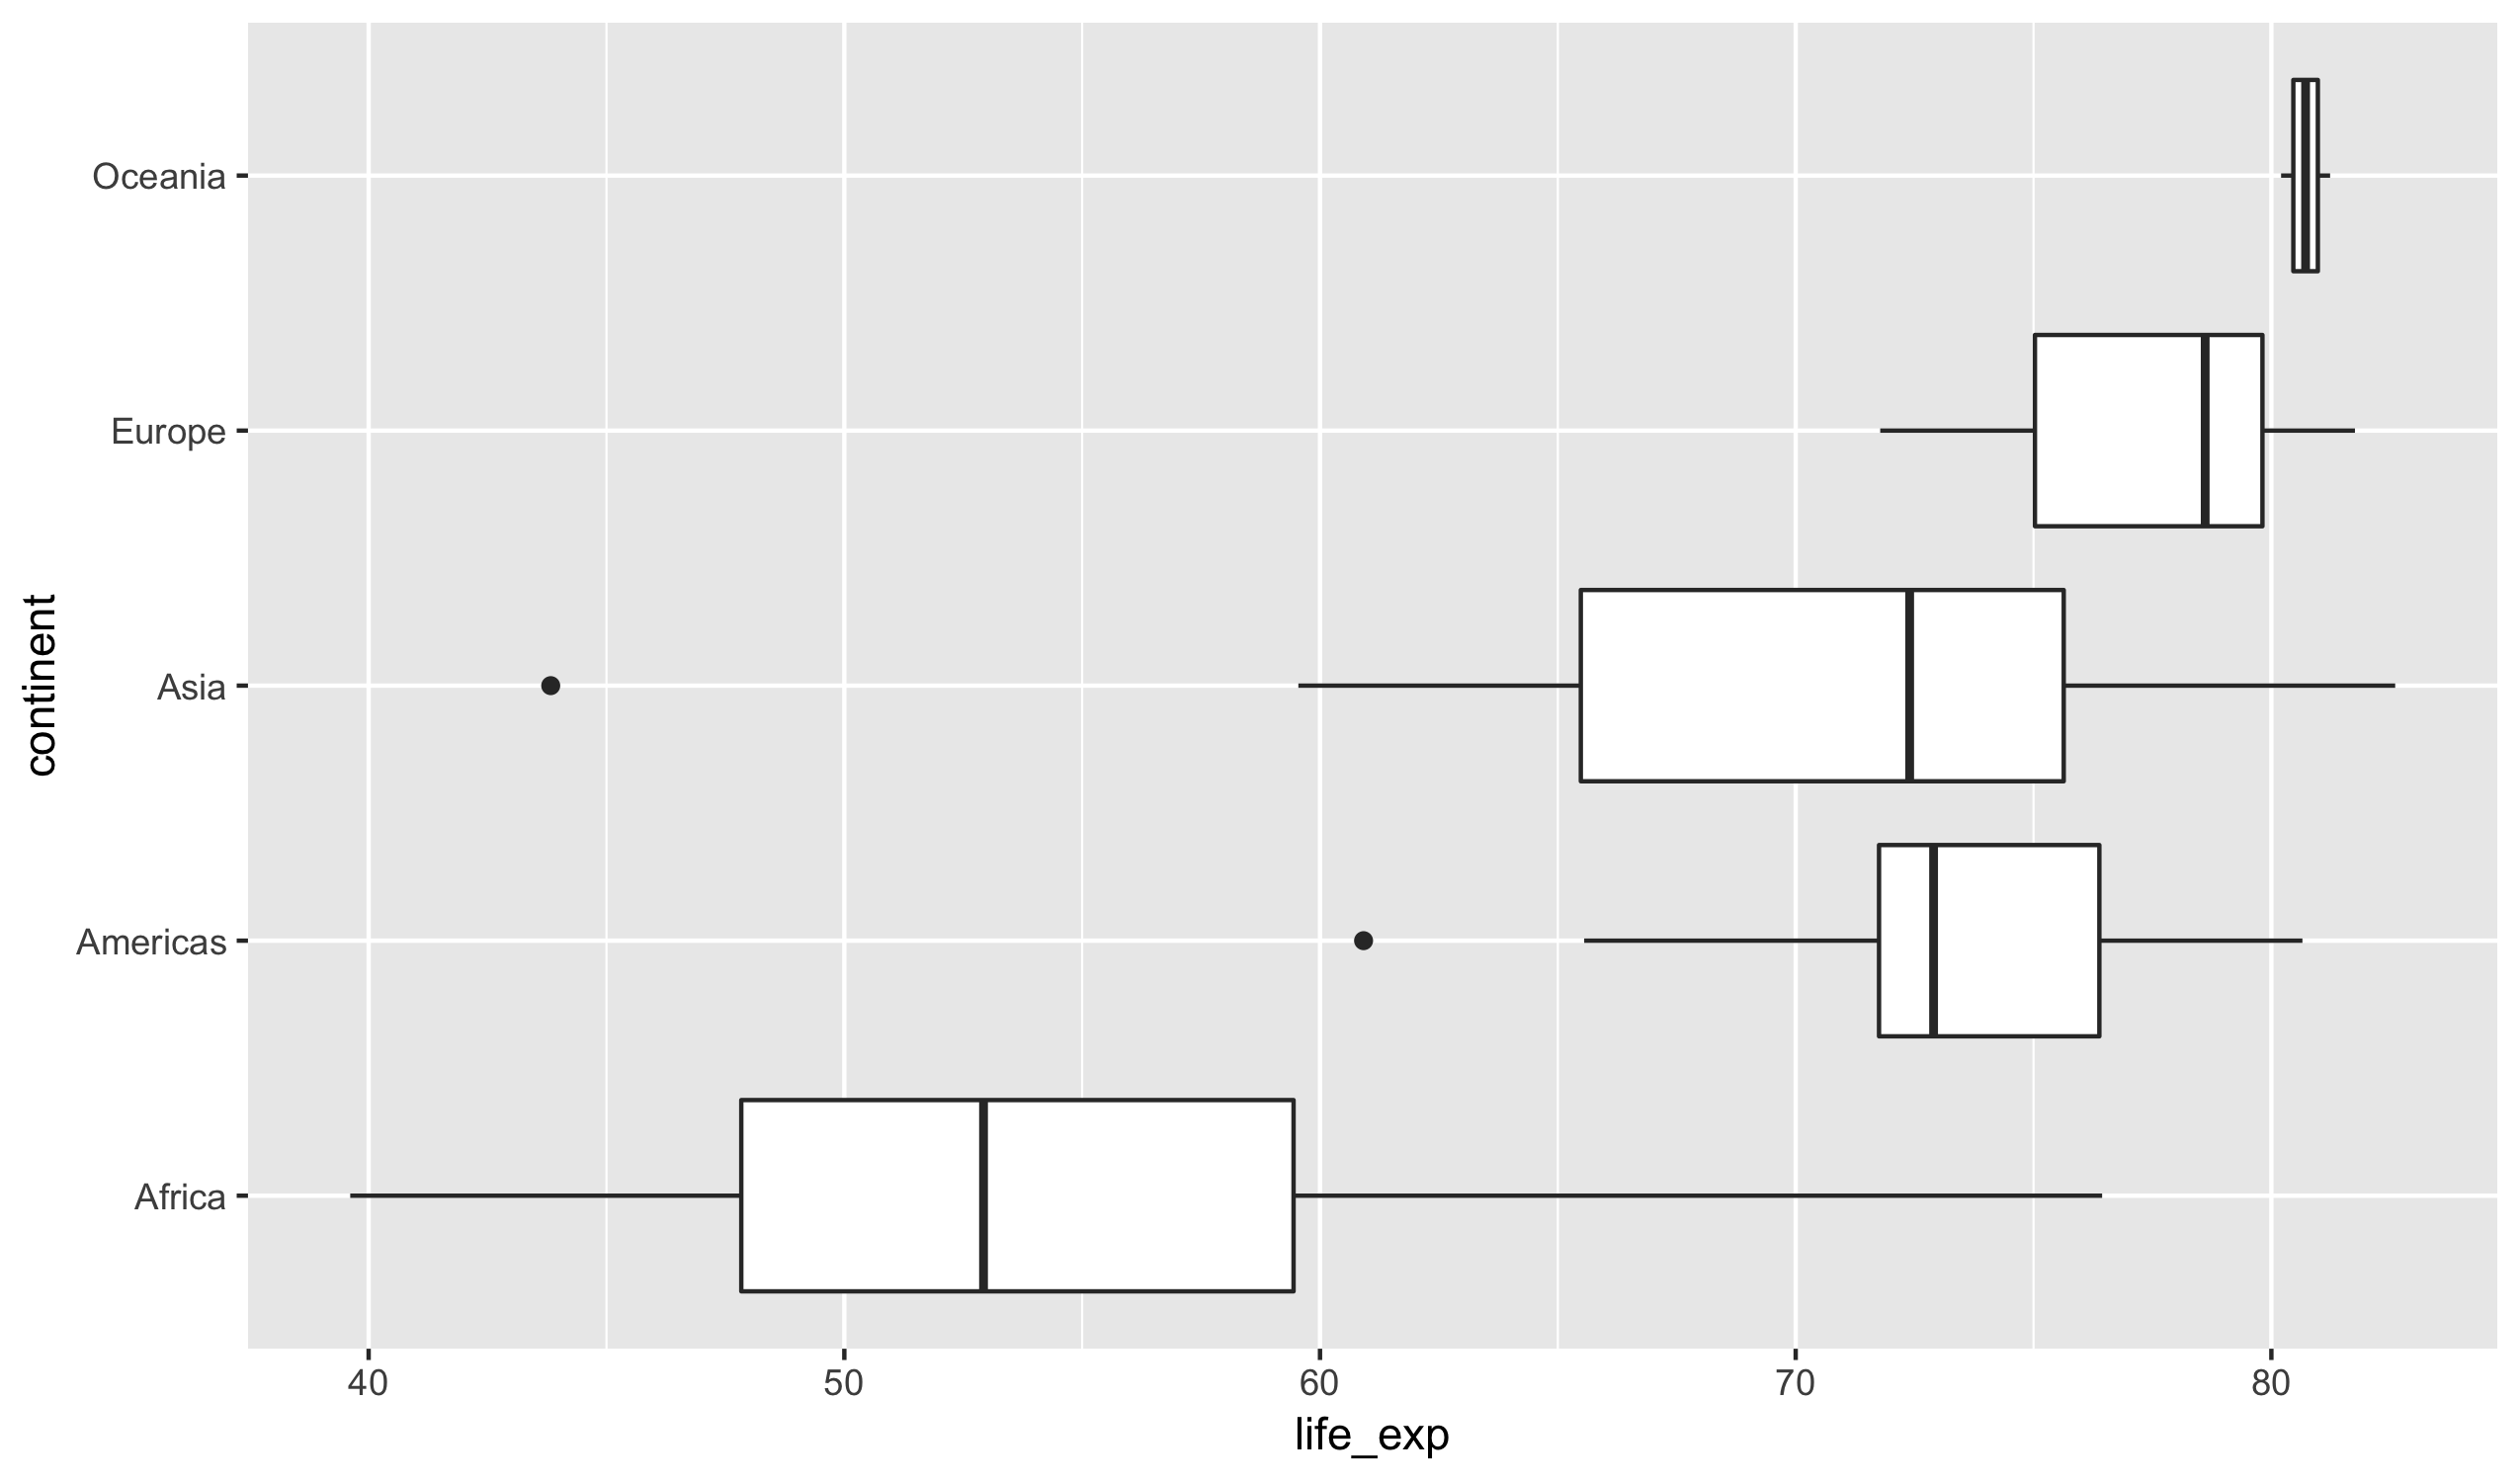 Oceania
Europe
Asia
Americas
Africa
continent
40 50 60 70 80
life_exp